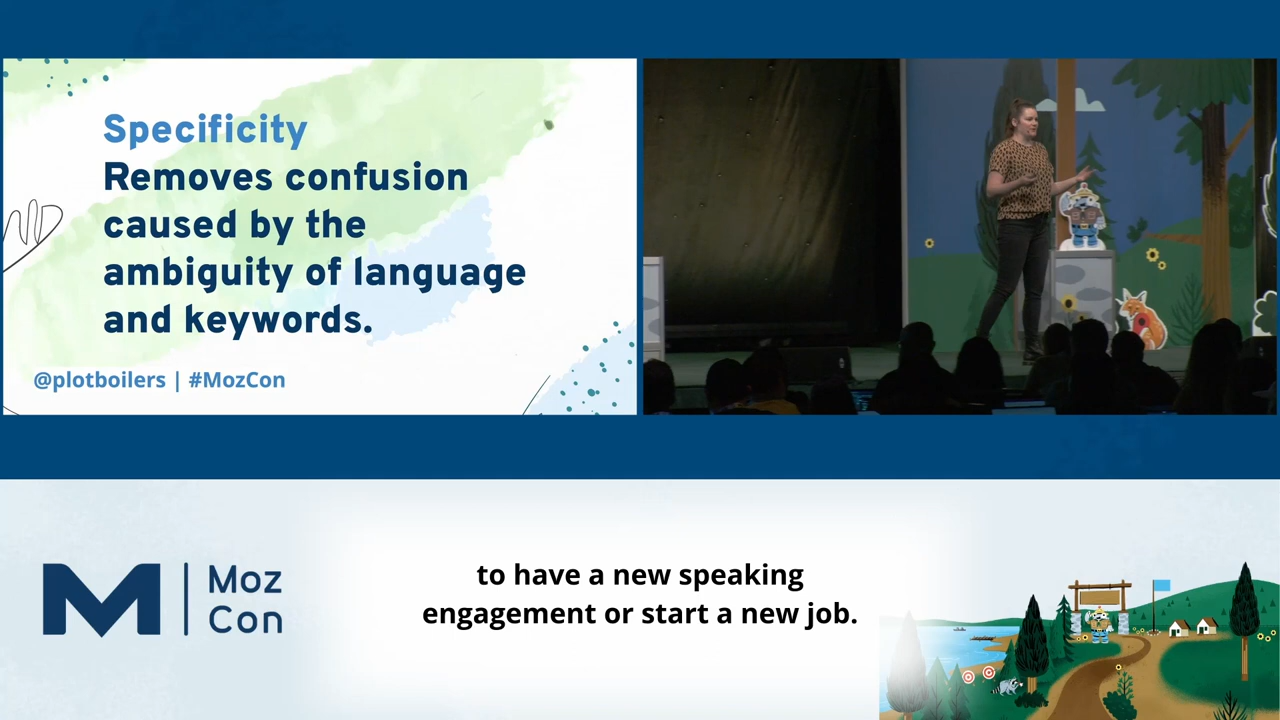 Specificity
Removes confusion
caused by the
ambiguity of language
and keywords.
@plotboilers | #MozCon
Moz
Con
to have a new speaking
engagement or start a new job.